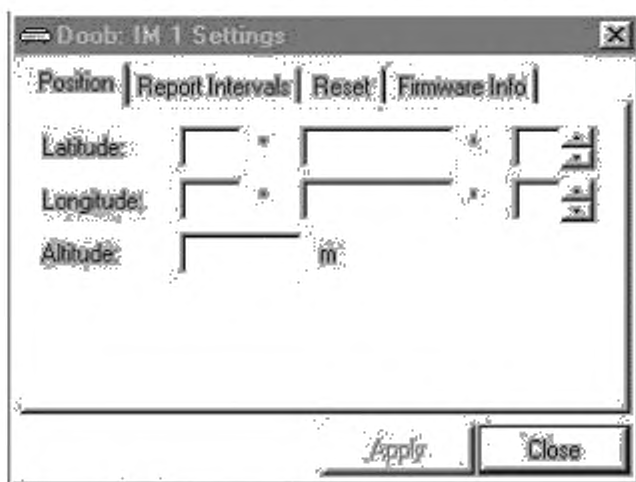 Doob: IM 1 Settings
Position Report Intervals Reset Firmware Info
Latitude: ° '
Longitude: ° '
Altitude: m
Apply Close